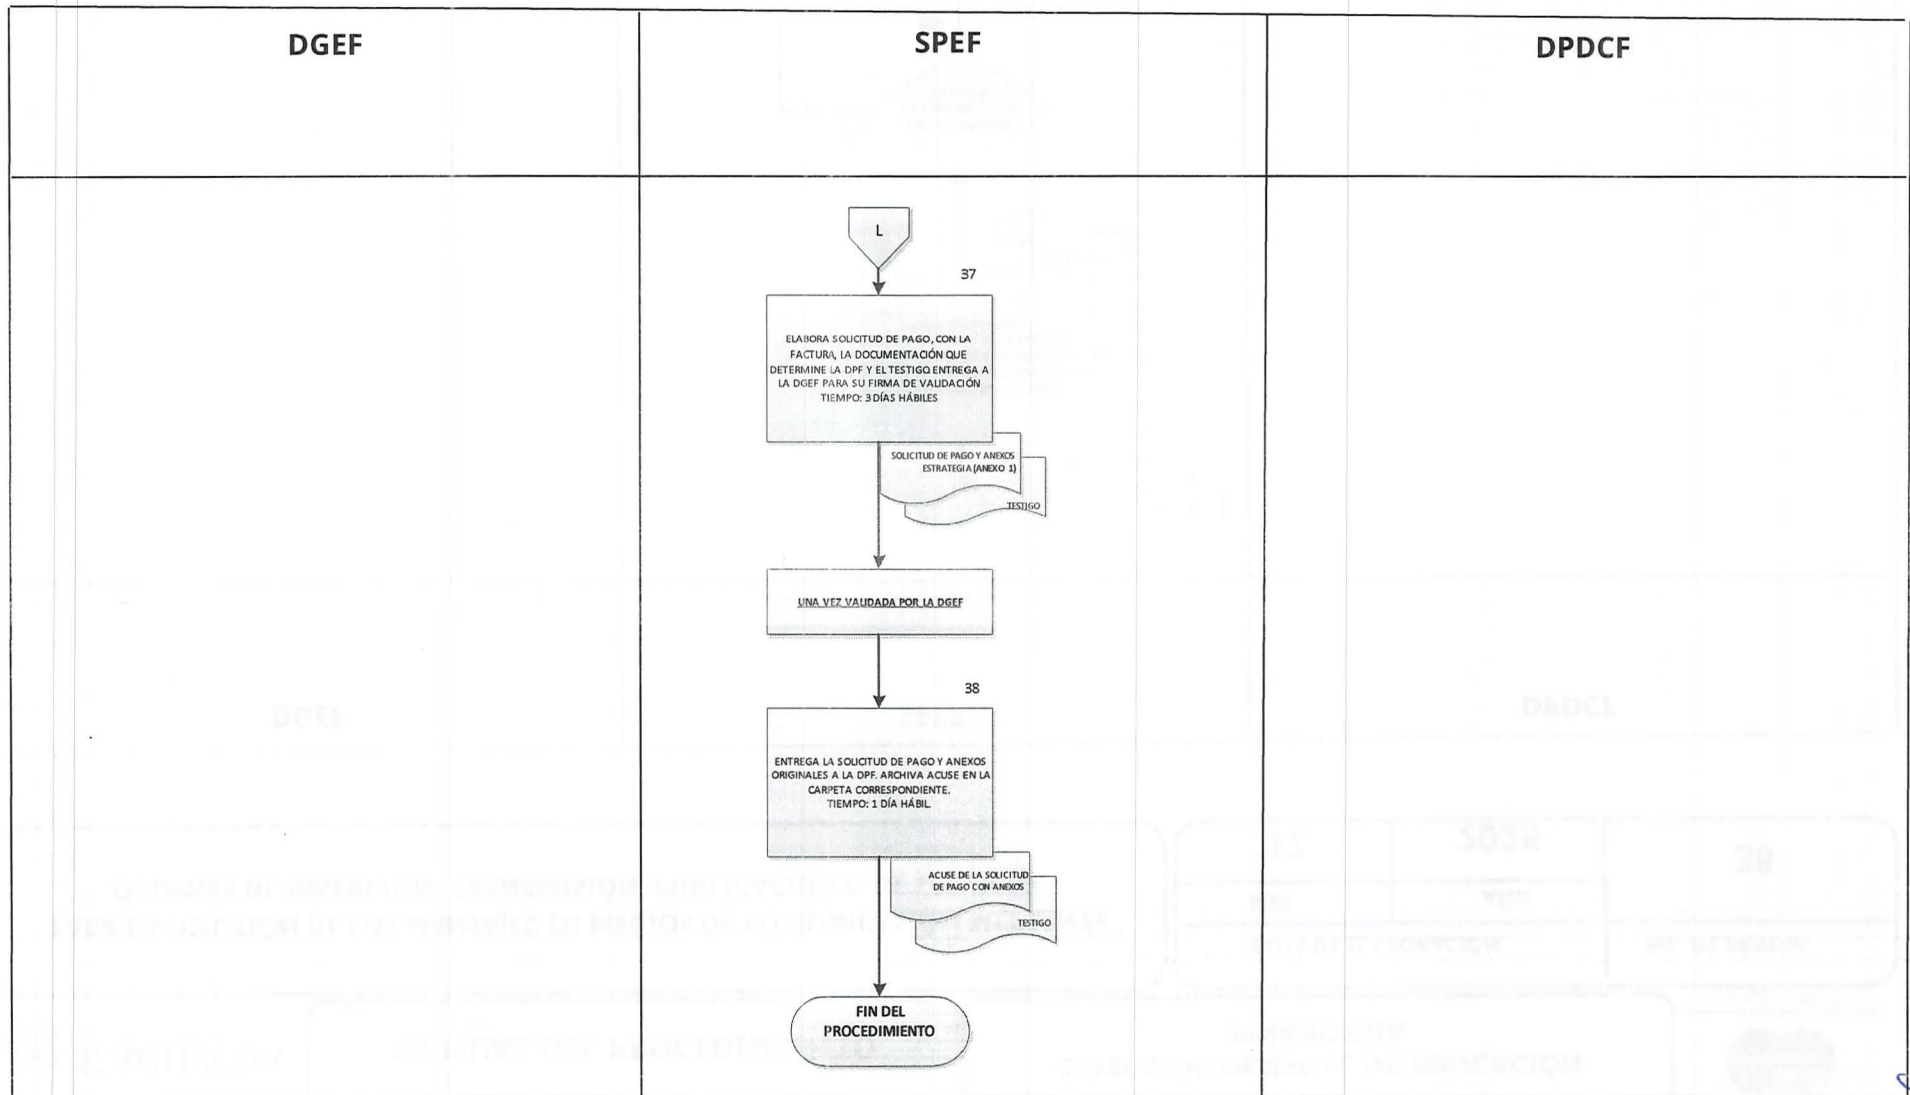 DGEF
SPEF
DPDCF
L
37
ELABORA SOLICITUD DE PAGO, CON LA
FACTURA, LA DOCUMENTACIÓN QUE
DETERMINE LA DPF Y EL TESTIGO ENTREGA A
LA DGEF PARA SU FIRMA DE VALIDACIÓN
TIEMPO: 3 DÍAS HÁBILES
SOLICITUD DE PAGO Y ANEXOS
ESTRATEGIA (ANEXO 1)
TESTIGO
UNA VEZ VALIDADA POR LA DGEF
38
ENTREGA LA SOLICITUD DE PAGO Y ANEXOS
ORIGINALES A LA DPF. ARCHIVA ACUSE EN LA
CARPETA CORRESPONDIENTE.
TIEMPO: 1 DÍA HÁBIL.
ACUSE DE LA SOLICITUD
DE PAGO CON ANEXOS
TESTIGO
FIN DEL
PROCEDIMIENTO